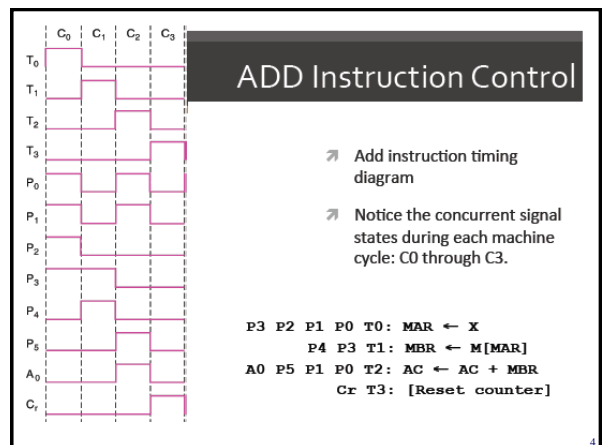 C0 C1 C2 C3
T0
T1
T2
T3
P0
P1
P2
P3
P4
P5
A0
Cr
ADD Instruction Control
Add instruction timing
diagram
Notice the concurrent signal
states during each machine
cycle: C0 through C3.
P3 P2 P1 P0 T0: MAR ← X
P4 P3 T1: MBR ← M[MAR]
A0 P5 P1 P0 T2: AC ← AC + MBR
Cr T3: [Reset counter]
4